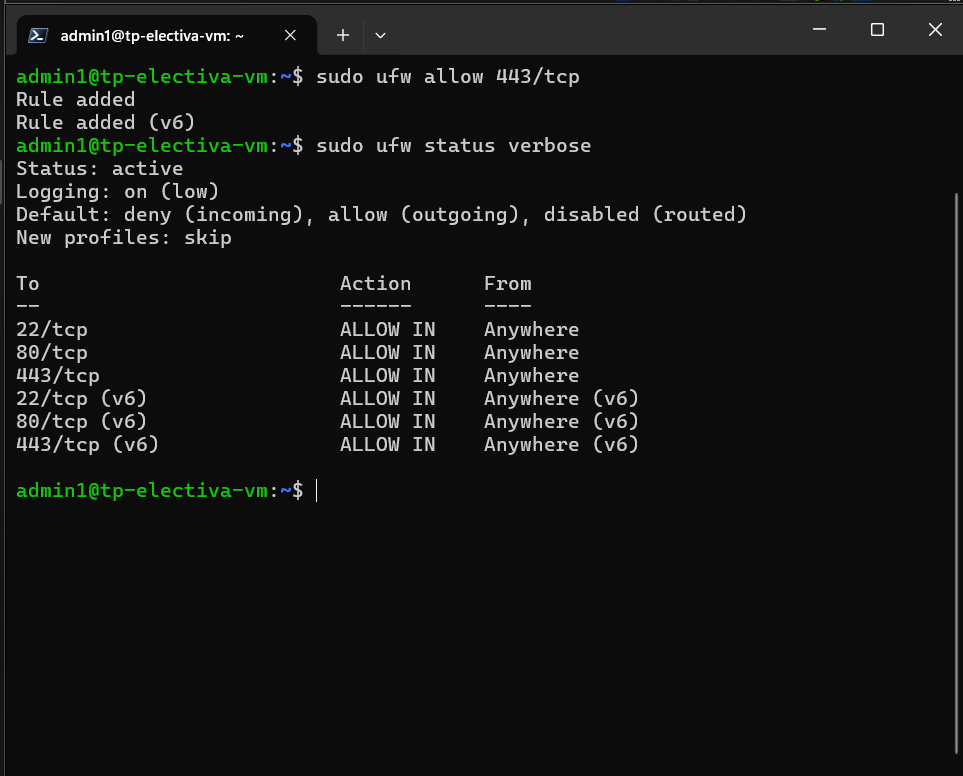 admin1@tp-electiva-vm: ~
admin1@tp-electiva-vm:~$ sudo ufw allow 443/tcp
Rule added
Rule added (v6)
admin1@tp-electiva-vm:~$ sudo ufw status verbose
Status: active
Logging: on (low)
Default: deny (incoming), allow (outgoing), disabled (routed)
New profiles: skip
To                         Action      From
--                         ------      ----
22/tcp                     ALLOW IN    Anywhere
80/tcp                     ALLOW IN    Anywhere
443/tcp                    ALLOW IN    Anywhere
22/tcp (v6)                ALLOW IN    Anywhere (v6)
80/tcp (v6)                ALLOW IN    Anywhere (v6)
443/tcp (v6)               ALLOW IN    Anywhere (v6)
admin1@tp-electiva-vm:~$